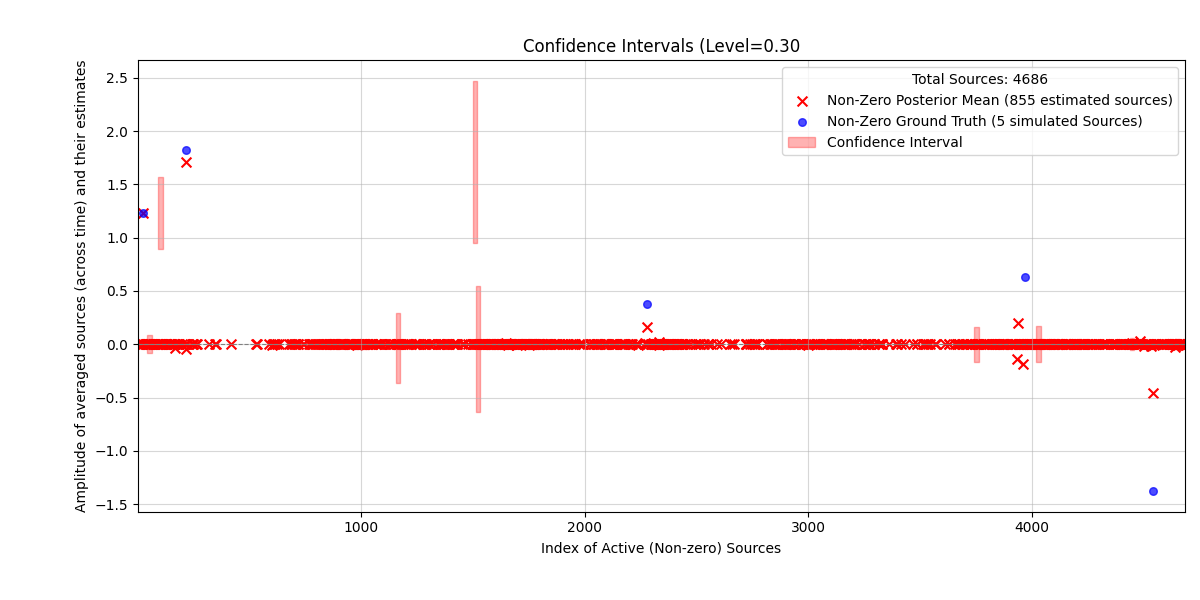 Confidence Intervals (Level=0.30
Total Sources: 4686
Non-Zero Posterior Mean (855 estimated sources)
Non-Zero Ground Truth (5 simulated Sources)
Confidence Interval
Amplitude of averaged sources (across time) and their estimates
2.5
2.0
1.5
1.0
0.5
0.0
−0.5
−1.0
−1.5
1000
2000
3000
4000
Index of Active (Non-zero) Sources